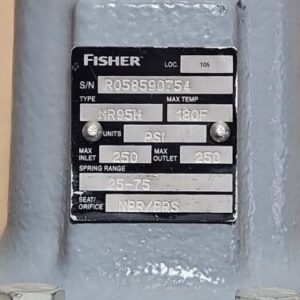 FISHER LOC. 105
S/N R058590754
TYPE MAX TEMP
MR95H 180F
UNITS PSI
MAX INLET 250 MAX OUTLET 250
SPRING RANGE
25-75
SEAT/ORIFICE NBR/BRS